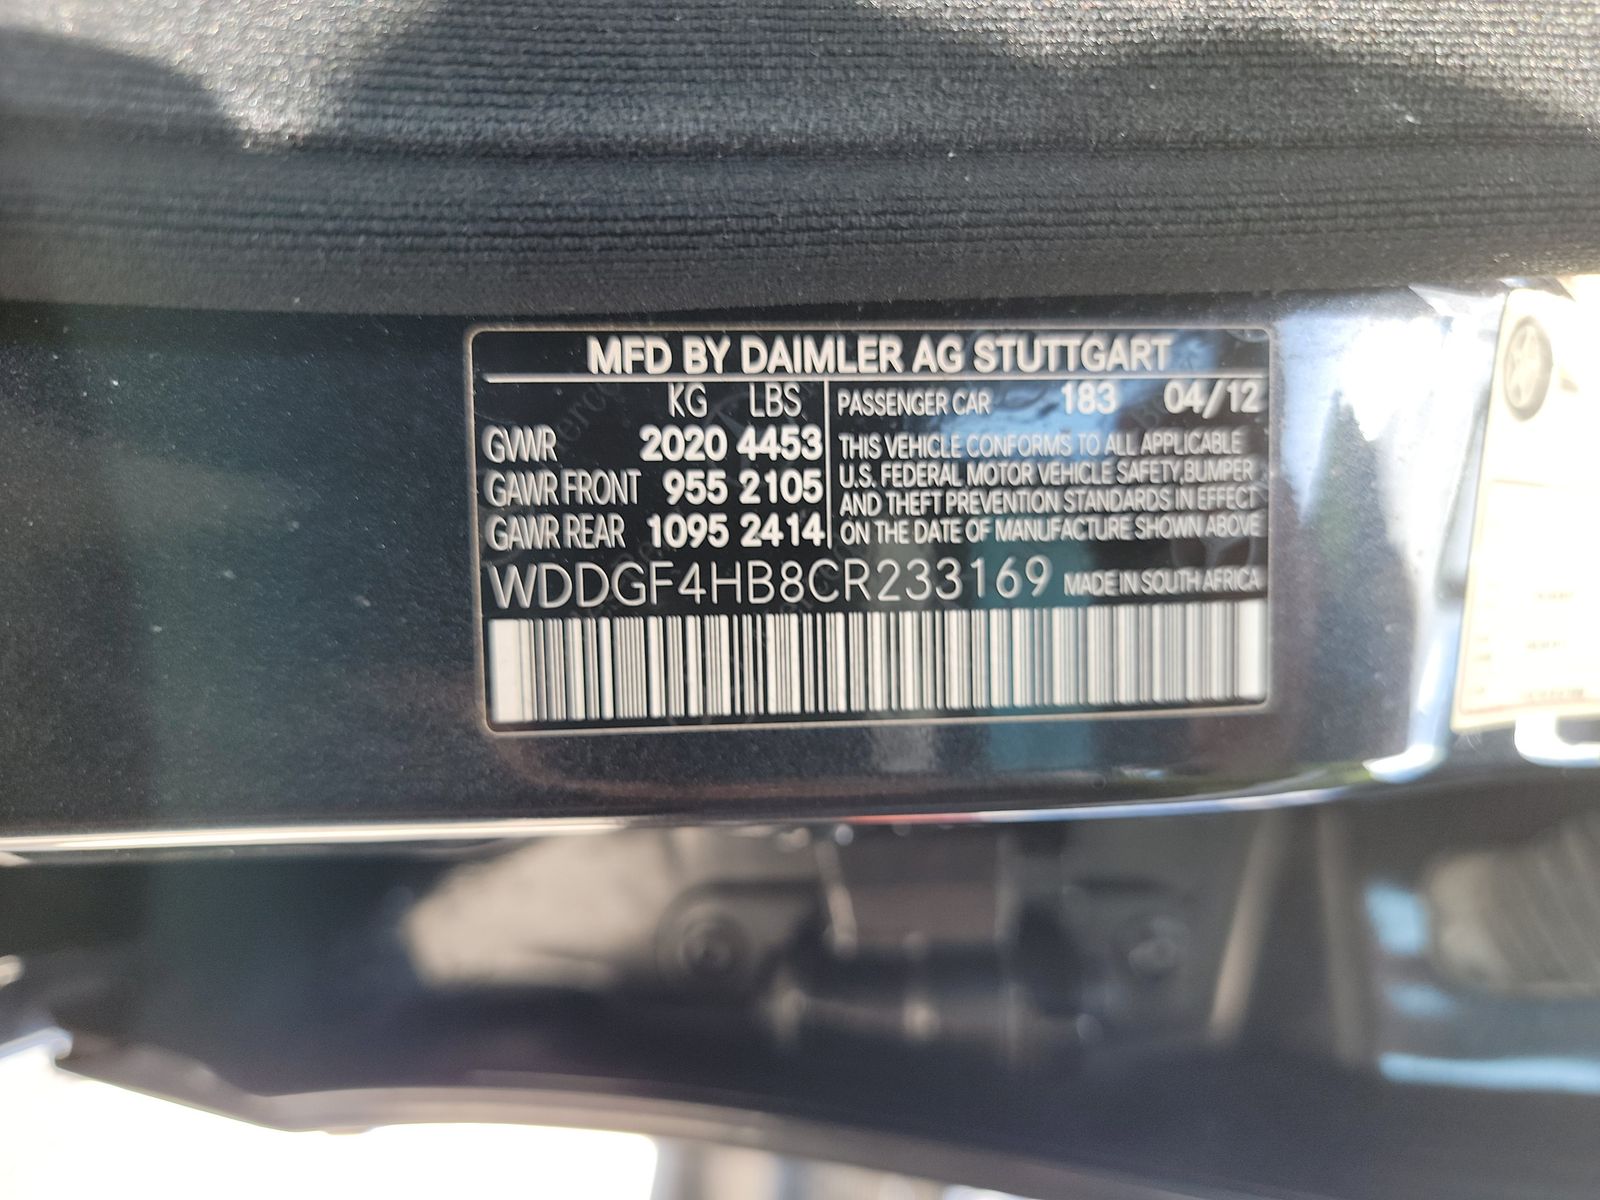 MFD BY DAIMLER AG STUTTGART
KG LBS
GVWR 2020 4453
GAWR FRONT 955 2105
GAWR REAR 1095 2414
PASSENGER CAR 183 04/12
THIS VEHICLE CONFORMS TO ALL APPLICABLE
U.S. FEDERAL MOTOR VEHICLE SAFETY,BUMPER
AND THEFT PREVENTION STANDARDS IN EFFECT
ON THE DATE OF MANUFACTURE SHOWN ABOVE
WDDGF4HB8CR233169 MADE IN SOUTH AFRICA